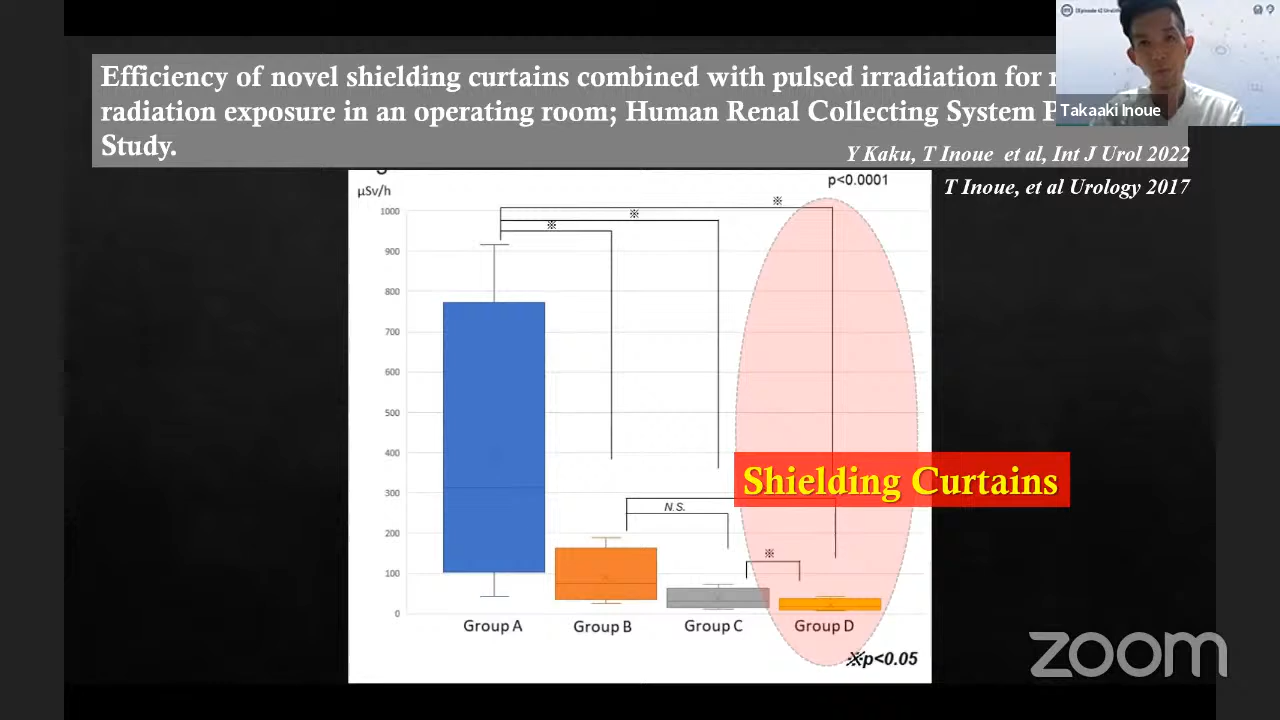 Efficiency of novel shielding curtains combined with pulsed irradiation for
radiation exposure in an operating room; Human Renal Collecting System
Study.
Takaaki Inoue
Y Kaku, T Inoue et al, Int J Urol 2022
T Inoue, et al Urology 2017
μSv/h
p<0.0001
1000
900
800
700
600
500
400
300
200
100
0
※
※
※
Shielding Curtains
N.S.
※
Group A
Group B
Group C
Group D
※p<0.05
zoom